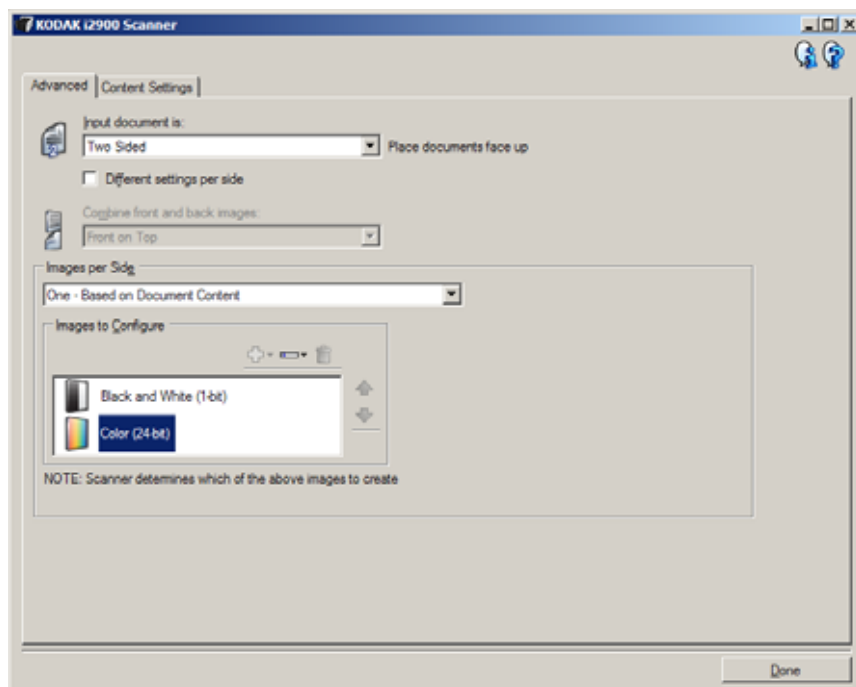 KODAK i2900 Scanner
Advanced
Content Settings
Input document is:
Two Sided
Place documents face up
Different settings per side
Combine front and back images:
Front on Top
Images per Side
One - Based on Document Content
Images to Configure
Black and White (1-bit)
Color (24-bit)
NOTE: Scanner determines which of the above images to create
Done